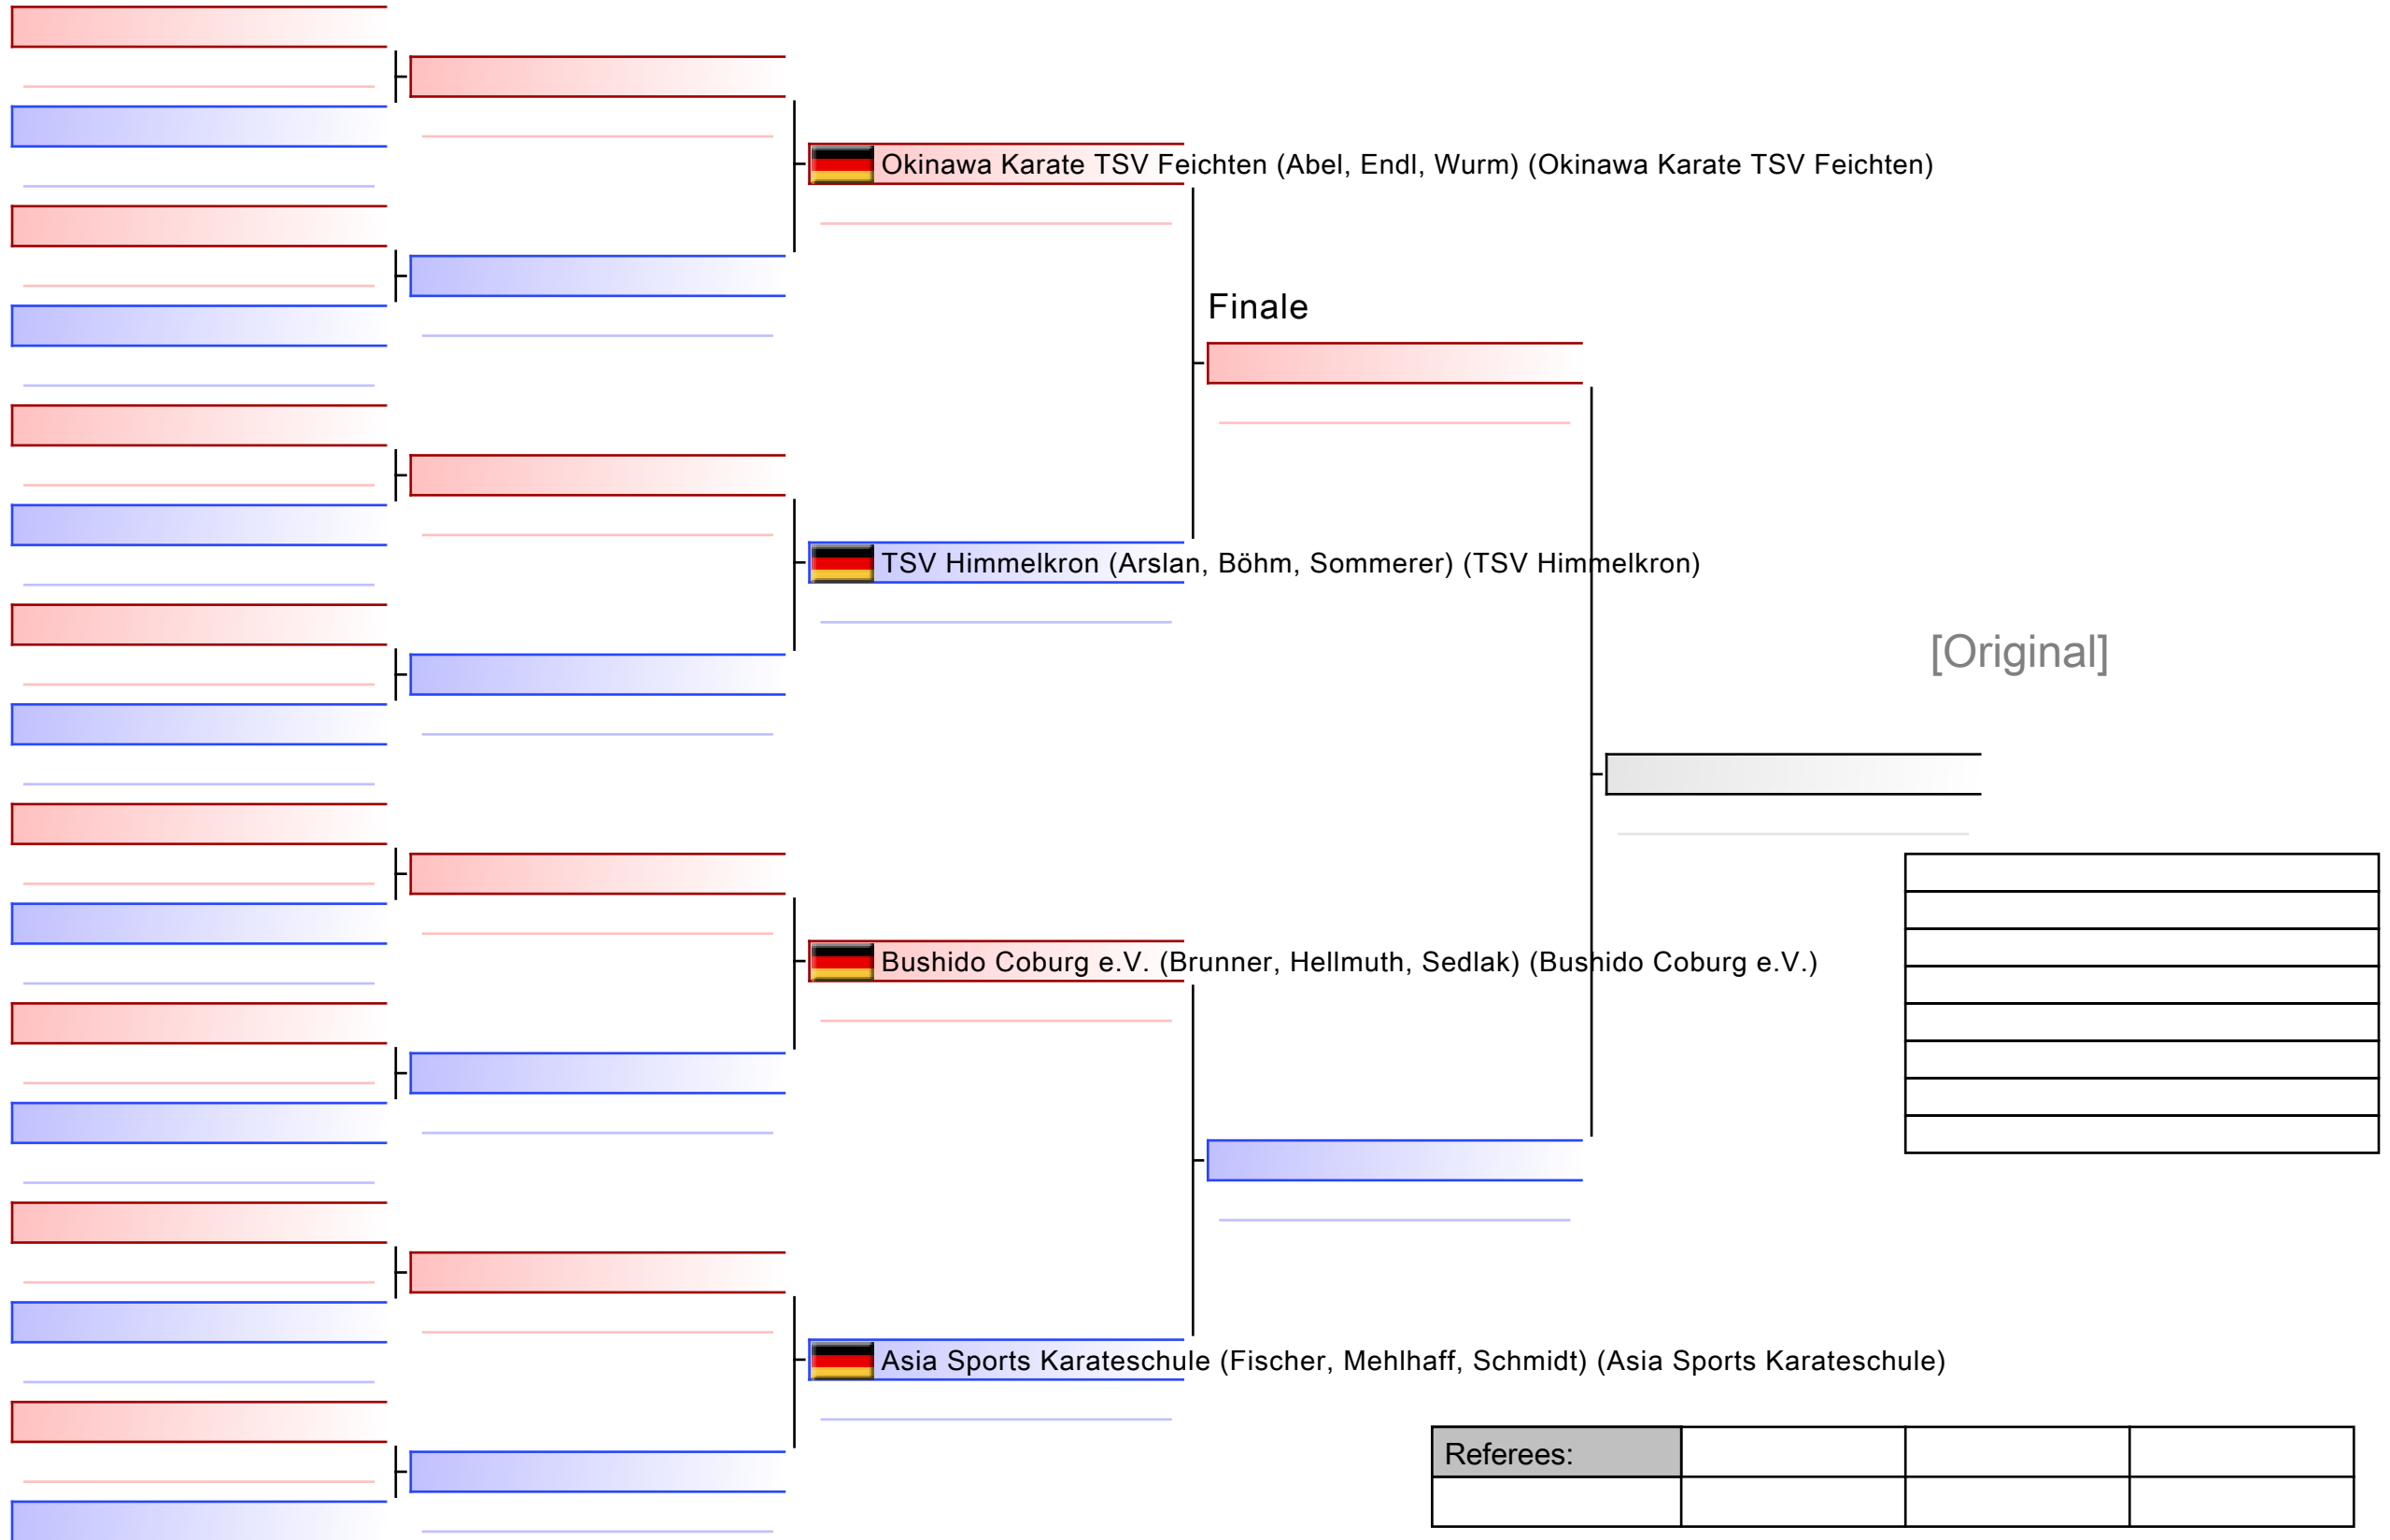 Okinawa Karate TSV Feichten (Abel, Endl, Wurm) (Okinawa Karate TSV Feichten)
Finale
TSV Himmelkron (Arslan, Böhm, Sommerer) (TSV Himmelkron)
[Original]
Bushido Coburg e.V. (Brunner, Hellmuth, Sedlak) (Bushido Coburg e.V.)
Asia Sports Karateschule (Fischer, Mehlhaff, Schmidt) (Asia Sports Karateschule)
Referees: